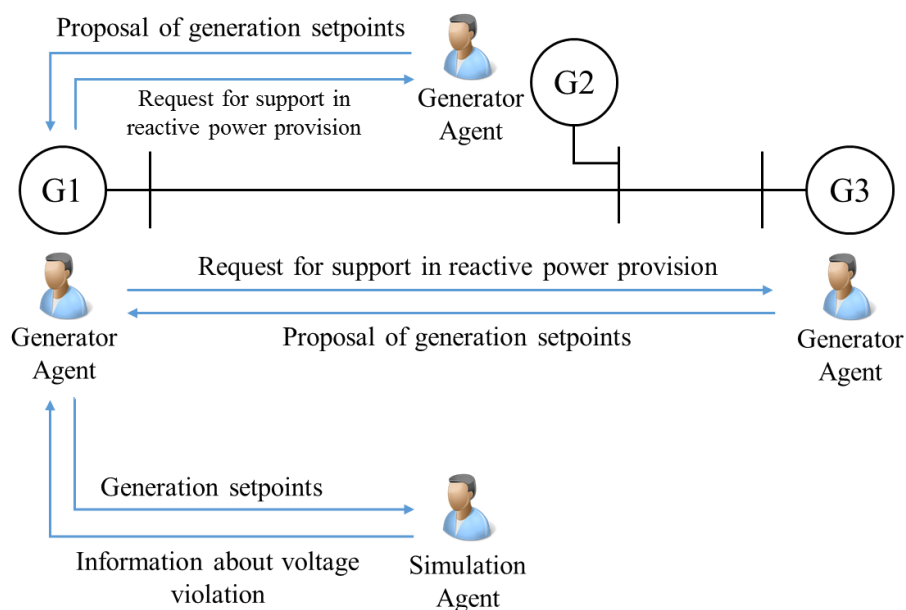 Proposal of generation setpoints
Request for support in
reactive power provision
Generator
Agent
G2
G1
G3
Request for support in reactive power provision
Proposal of generation setpoints
Generator
Agent
Generator
Agent
Generation setpoints
Information about voltage
violation
Simulation
Agent